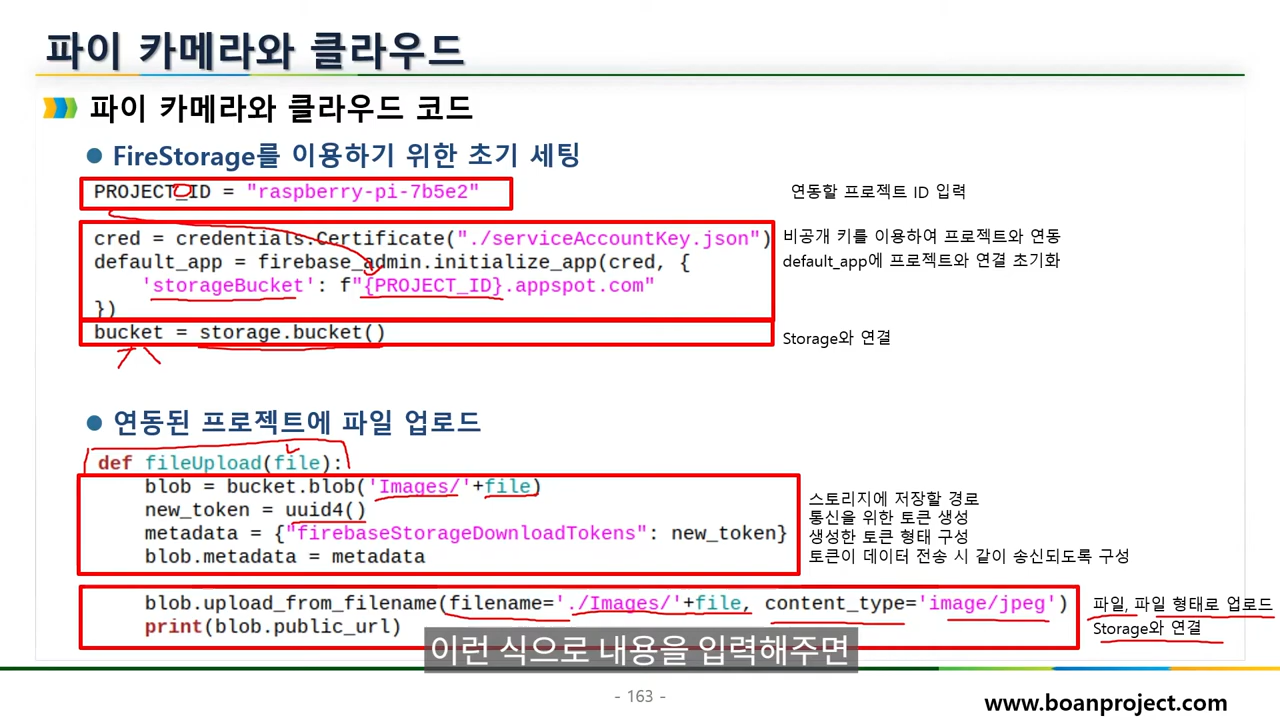 파이 카메라와 클라우드
파이 카메라와 클라우드 코드
FireStorage를 이용하기 위한 초기 세팅
PROJECT_ID = "raspberry-pi-7b5e2"
연동할 프로젝트 ID 입력
cred = credentials.Certificate("./serviceAccountKey.json")
비공개 키를 이용하여 프로젝트와 연동
default_app = firebase_admin.initialize_app(cred, {
default_app에 프로젝트와 연결 초기화
'storageBucket': f"{PROJECT_ID}.appspot.com"
})
bucket = storage.bucket()
Storage와 연결
연동된 프로젝트에 파일 업로드
def fileUpload(file):
blob = bucket.blob('Images/'+file)
스토리지에 저장할 경로
new_token = uuid4()
통신을 위한 토큰 생성
metadata = {"firebaseStorageDownloadTokens": new_token}
생성한 토큰 형태 구성
blob.metadata = metadata
토큰이 데이터 전송 시 같이 송신되도록 구성
blob.upload_from_filename(filename='./Images/'+file, content_type='image/jpeg')
파일, 파일 형태로 업로드
print(blob.public_url)
Storage와 연결
이런 식으로 내용을 입력해주면
- 163 -
www.boanproject.com